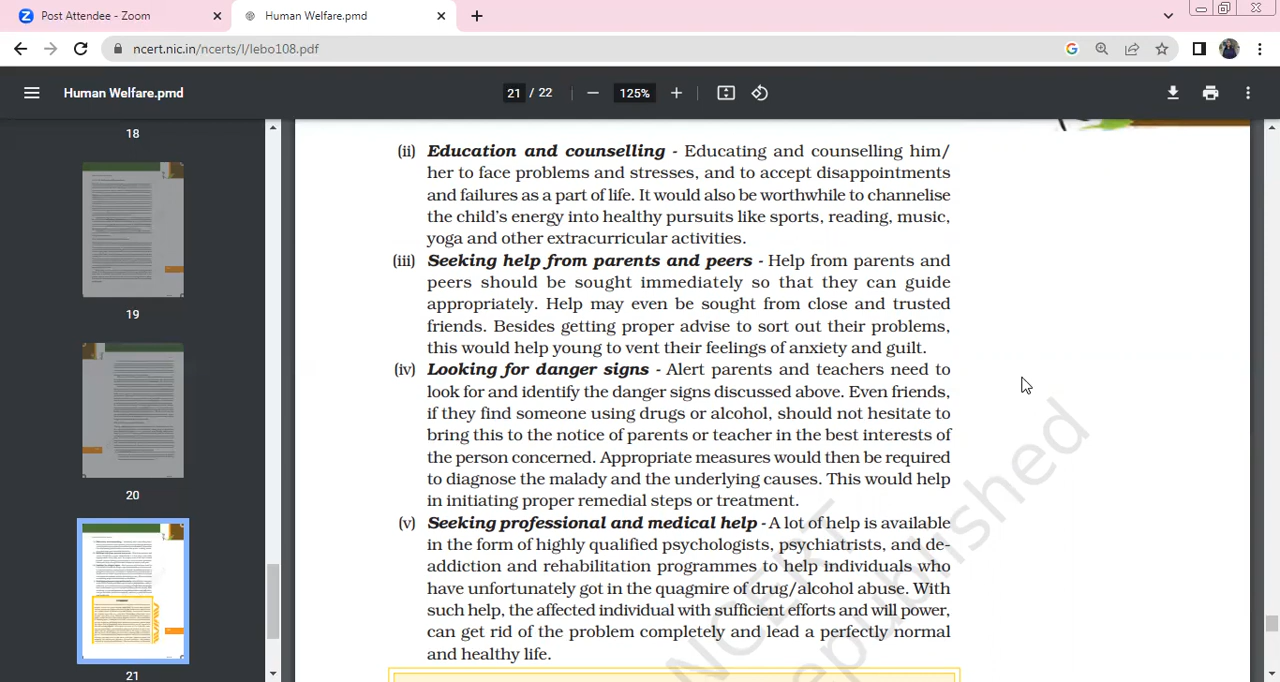 Post Attendee - Zoom
Human Welfare.pmd
ncert.nic.in/ncerts/l/lebo108.pdf
Human Welfare.pmd
21 / 22
125%
18
19
20
21
(ii) Education and counselling - Educating and counselling him/
her to face problems and stresses, and to accept disappointments
and failures as a part of life. It would also be worthwhile to channelise
the child's energy into healthy pursuits like sports, reading, music,
yoga and other extracurricular activities.
(iii) Seeking help from parents and peers - Help from parents and
peers should be sought immediately so that they can guide
appropriately. Help may even be sought from close and trusted
friends. Besides getting proper advise to sort out their problems,
this would help young to vent their feelings of anxiety and guilt.
(iv) Looking for danger signs - Alert parents and teachers need to
look for and identify the danger signs discussed above. Even friends,
if they find someone using drugs or alcohol, should not hesitate to
bring this to the notice of parents or teacher in the best interests of
the person concerned. Appropriate measures would then be required
to diagnose the malady and the underlying causes. This would help
in initiating proper remedial steps or treatment.
(v) Seeking professional and medical help - A lot of help is available
in the form of highly qualified psychologists, psychiatrists, and de-
addiction and rehabilitation programmes to help individuals who
have unfortunately got in the quagmire of drug/alcohol abuse. With
such help, the affected individual with sufficient efforts and will power,
can get rid of the problem completely and lead a perfectly normal
and healthy life.
NCERT
republished